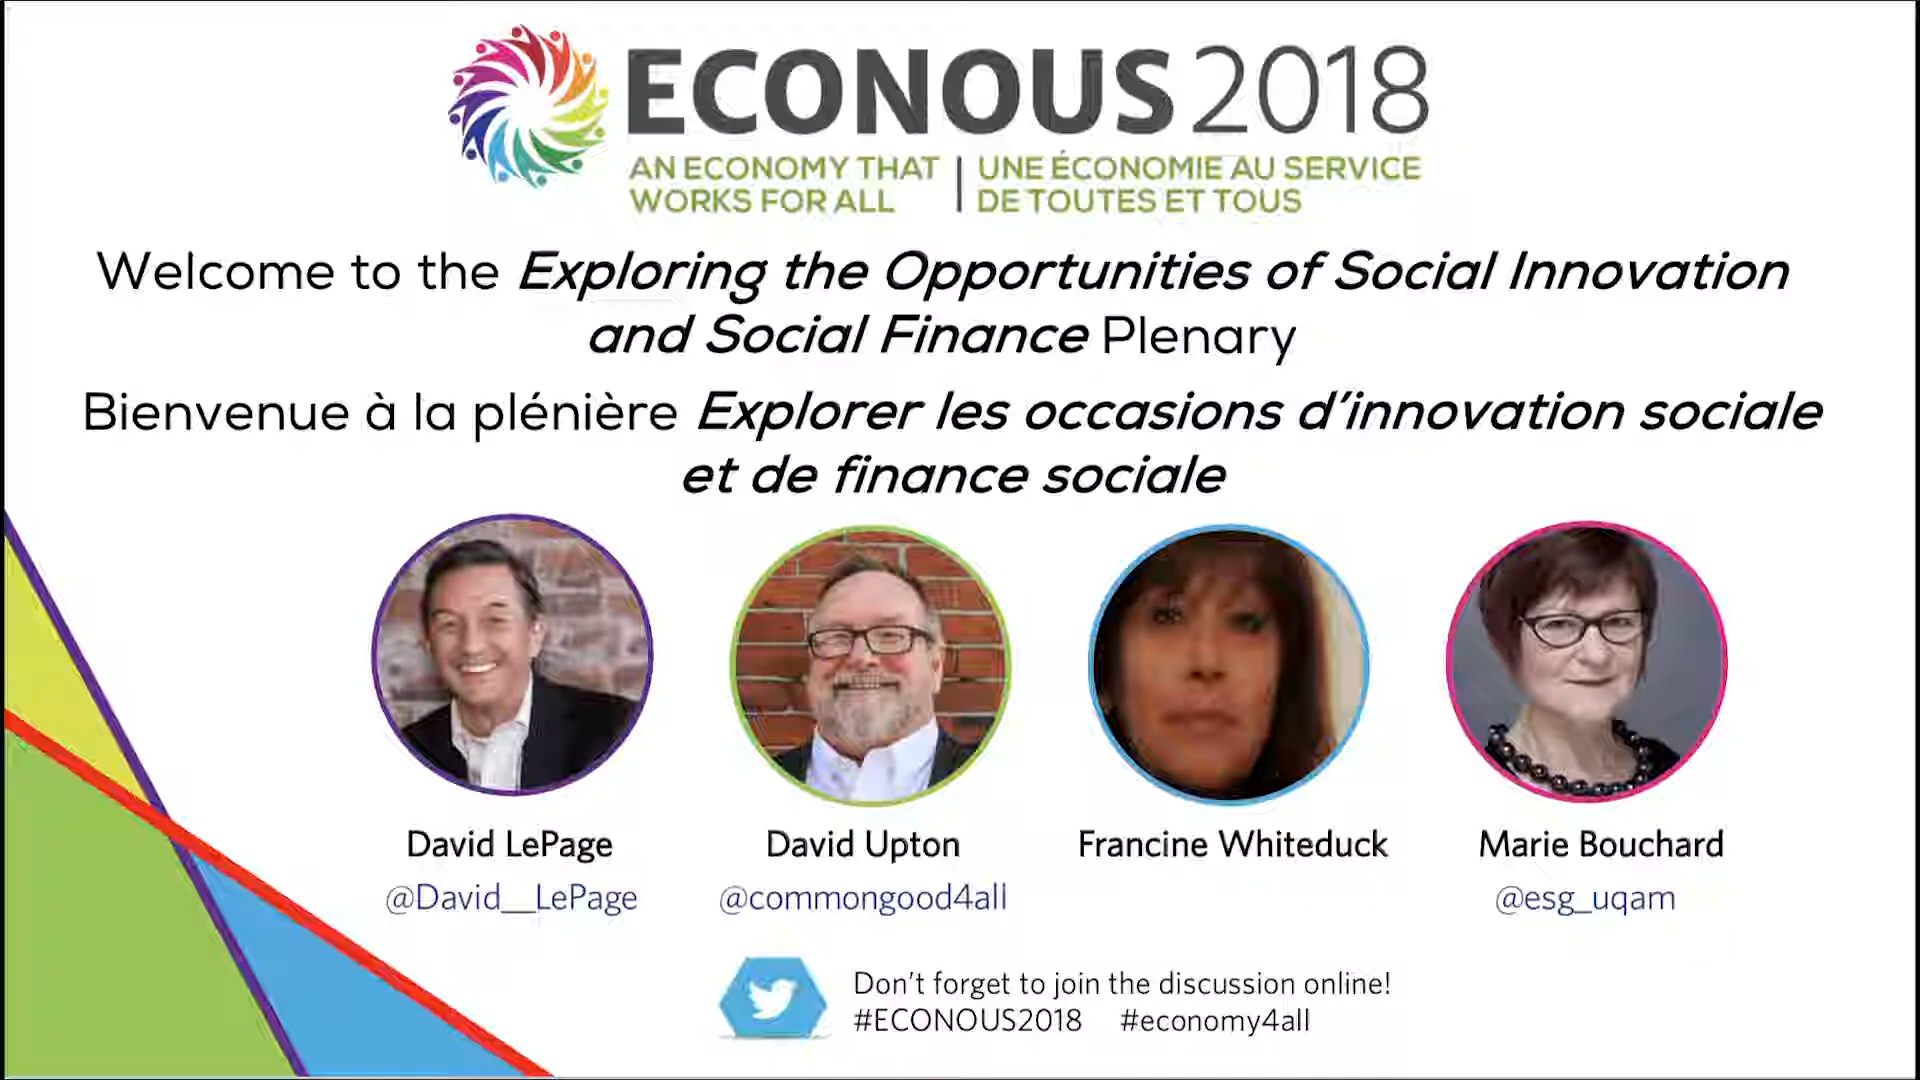 ECONOUS2018
AN ECONOMY THAT WORKS FOR ALL
UNE ÉCONOMIE AU SERVICE DE TOUTES ET TOUS
Welcome to the Exploring the Opportunities of Social Innovation
and Social Finance Plenary
Bienvenue à la plénière Explorer les occasions d'innovation sociale
et de finance sociale
David LePage
@David__LePage
David Upton
@commongood4all
Francine Whiteduck
Marie Bouchard
@esg_uqam
Don't forget to join the discussion online!
#ECONOUS2018 #economy4all